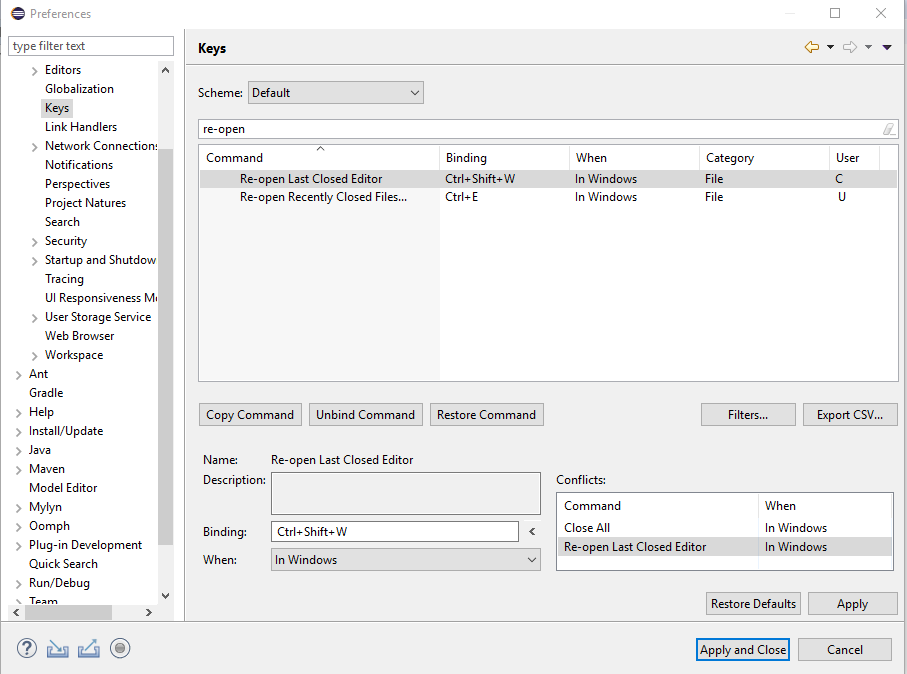 Preferences
type filter text
Editors
Globalization
Keys
Link Handlers
Network Connections
Notifications
Perspectives
Project Natures
Search
Security
Startup and Shutdow
Tracing
UI Responsiveness M
User Storage Service
Web Browser
Workspace
Ant
Gradle
Help
Install/Update
Java
Maven
Model Editor
Mylyn
Oomph
Plug-in Development
Quick Search
Run/Debug
Team
Keys
Scheme: Default
re-open
Command Binding When Category User
Re-open Last Closed Editor Ctrl+Shift+W In Windows File C
Re-open Recently Closed Files... Ctrl+E In Windows File U
Copy Command Unbind Command Restore Command Filters... Export CSV...
Name: Re-open Last Closed Editor
Description:
Binding: Ctrl+Shift+W <
When: In Windows
Conflicts:
Command When
Close All In Windows
Re-open Last Closed Editor In Windows
Restore Defaults Apply
? Apply and Close Cancel